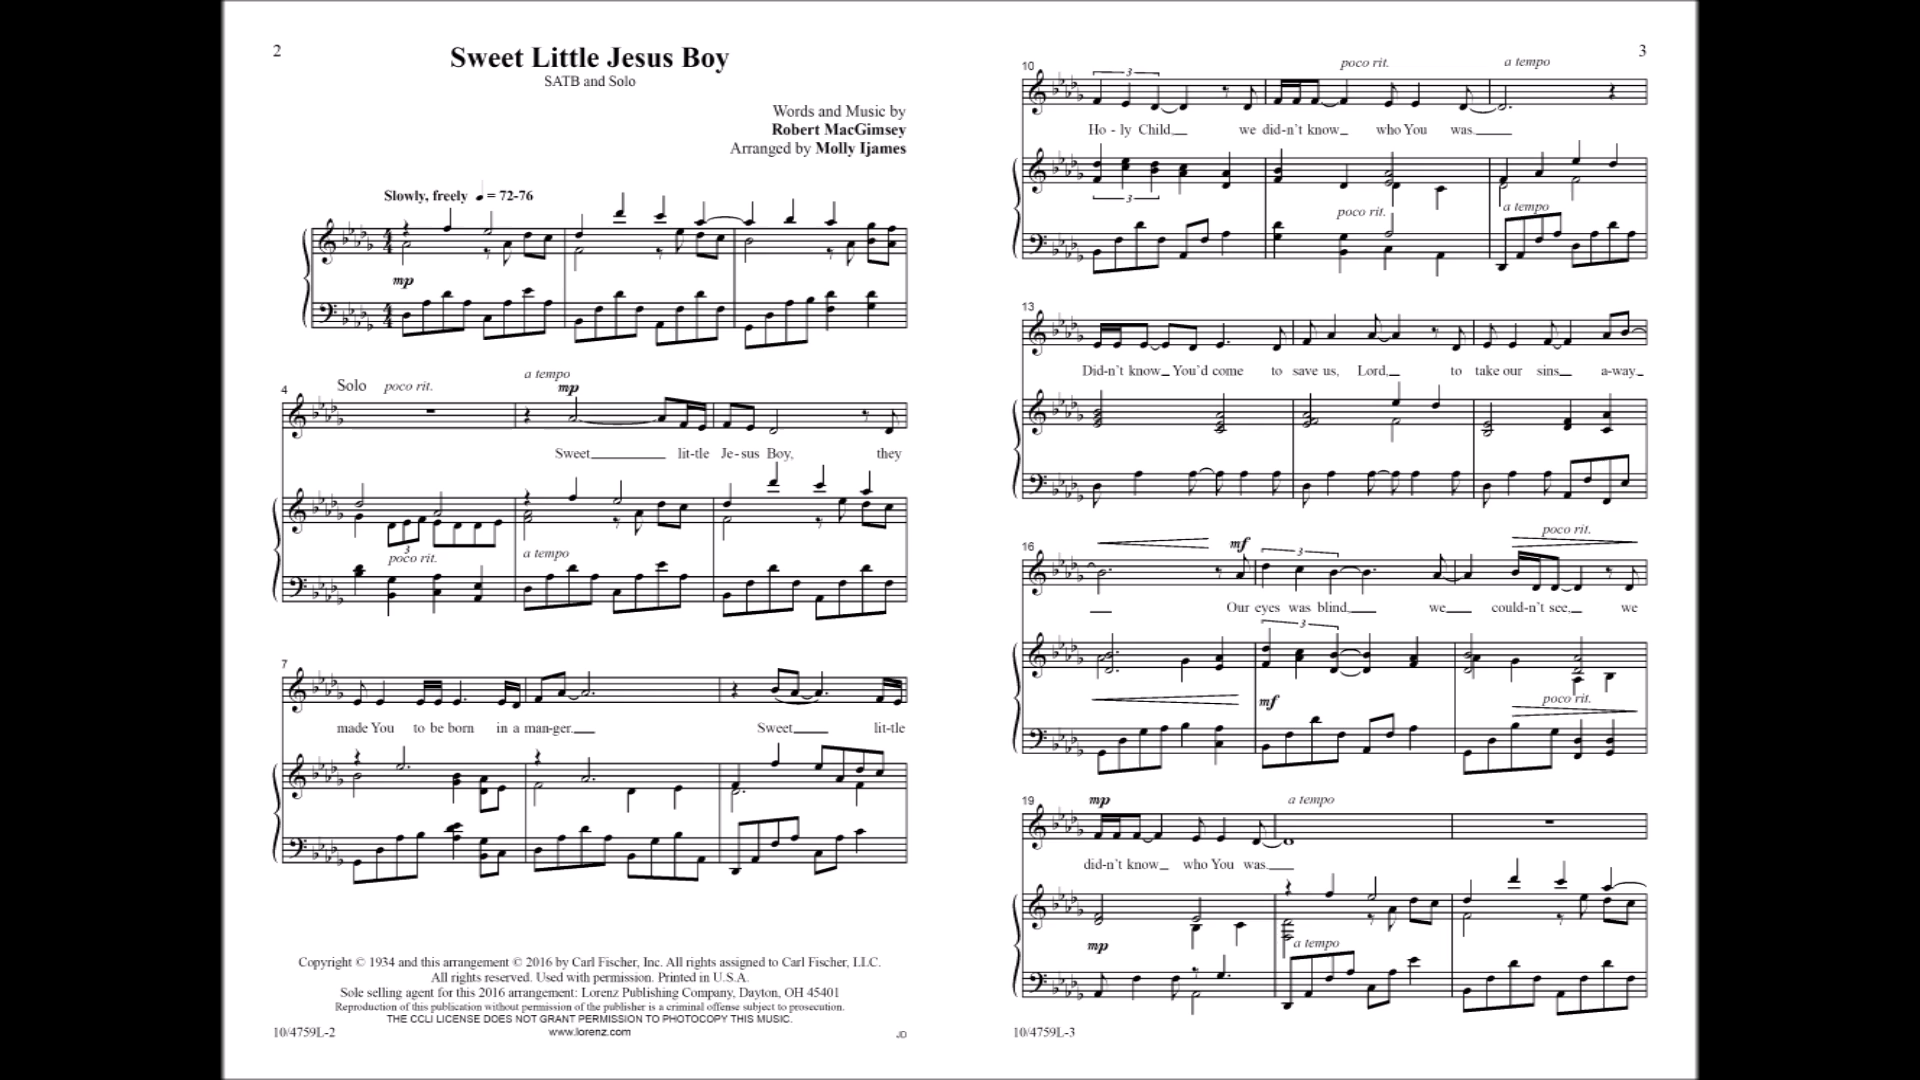 2
Sweet Little Jesus Boy
SATB and Solo
Words and Music by
Robert MacGimsey
Arranged by Molly Ijames
Slowly, freely ♩ = 72-76
mp
4 Solo poco rit. a tempo mp
Sweet lit-tle Je-sus Boy, they
3
poco rit. a tempo
7
made You to be born in a man-ger. Sweet lit-tle
Copyright © 1934 and this arrangement © 2016 by Carl Fischer, Inc. All rights assigned to Carl Fischer, LLC.
All rights reserved. Used with permission. Printed in U.S.A.
Sole selling agent for this 2016 arrangement: Lorenz Publishing Company, Dayton, OH 45401
Reproduction of this publication without permission of the publisher is a criminal offense subject to prosecution.
THE CCLI LICENSE DOES NOT GRANT PERMISSION TO PHOTOCOPY THIS MUSIC.
10/4759L-2 www.lorenz.com JD
3
10 3 poco rit. a tempo
Ho - ly Child, we did-n't know who You was.
3 poco rit. a tempo
13
Did-n't know You'd come to save us, Lord, to take our sins a-way.
16 mf 3 poco rit.
Our eyes was blind, we could-n't see, we
3
mf poco rit.
19 mp a tempo
did-n't know who You was.
mp a tempo
10/4759L-3